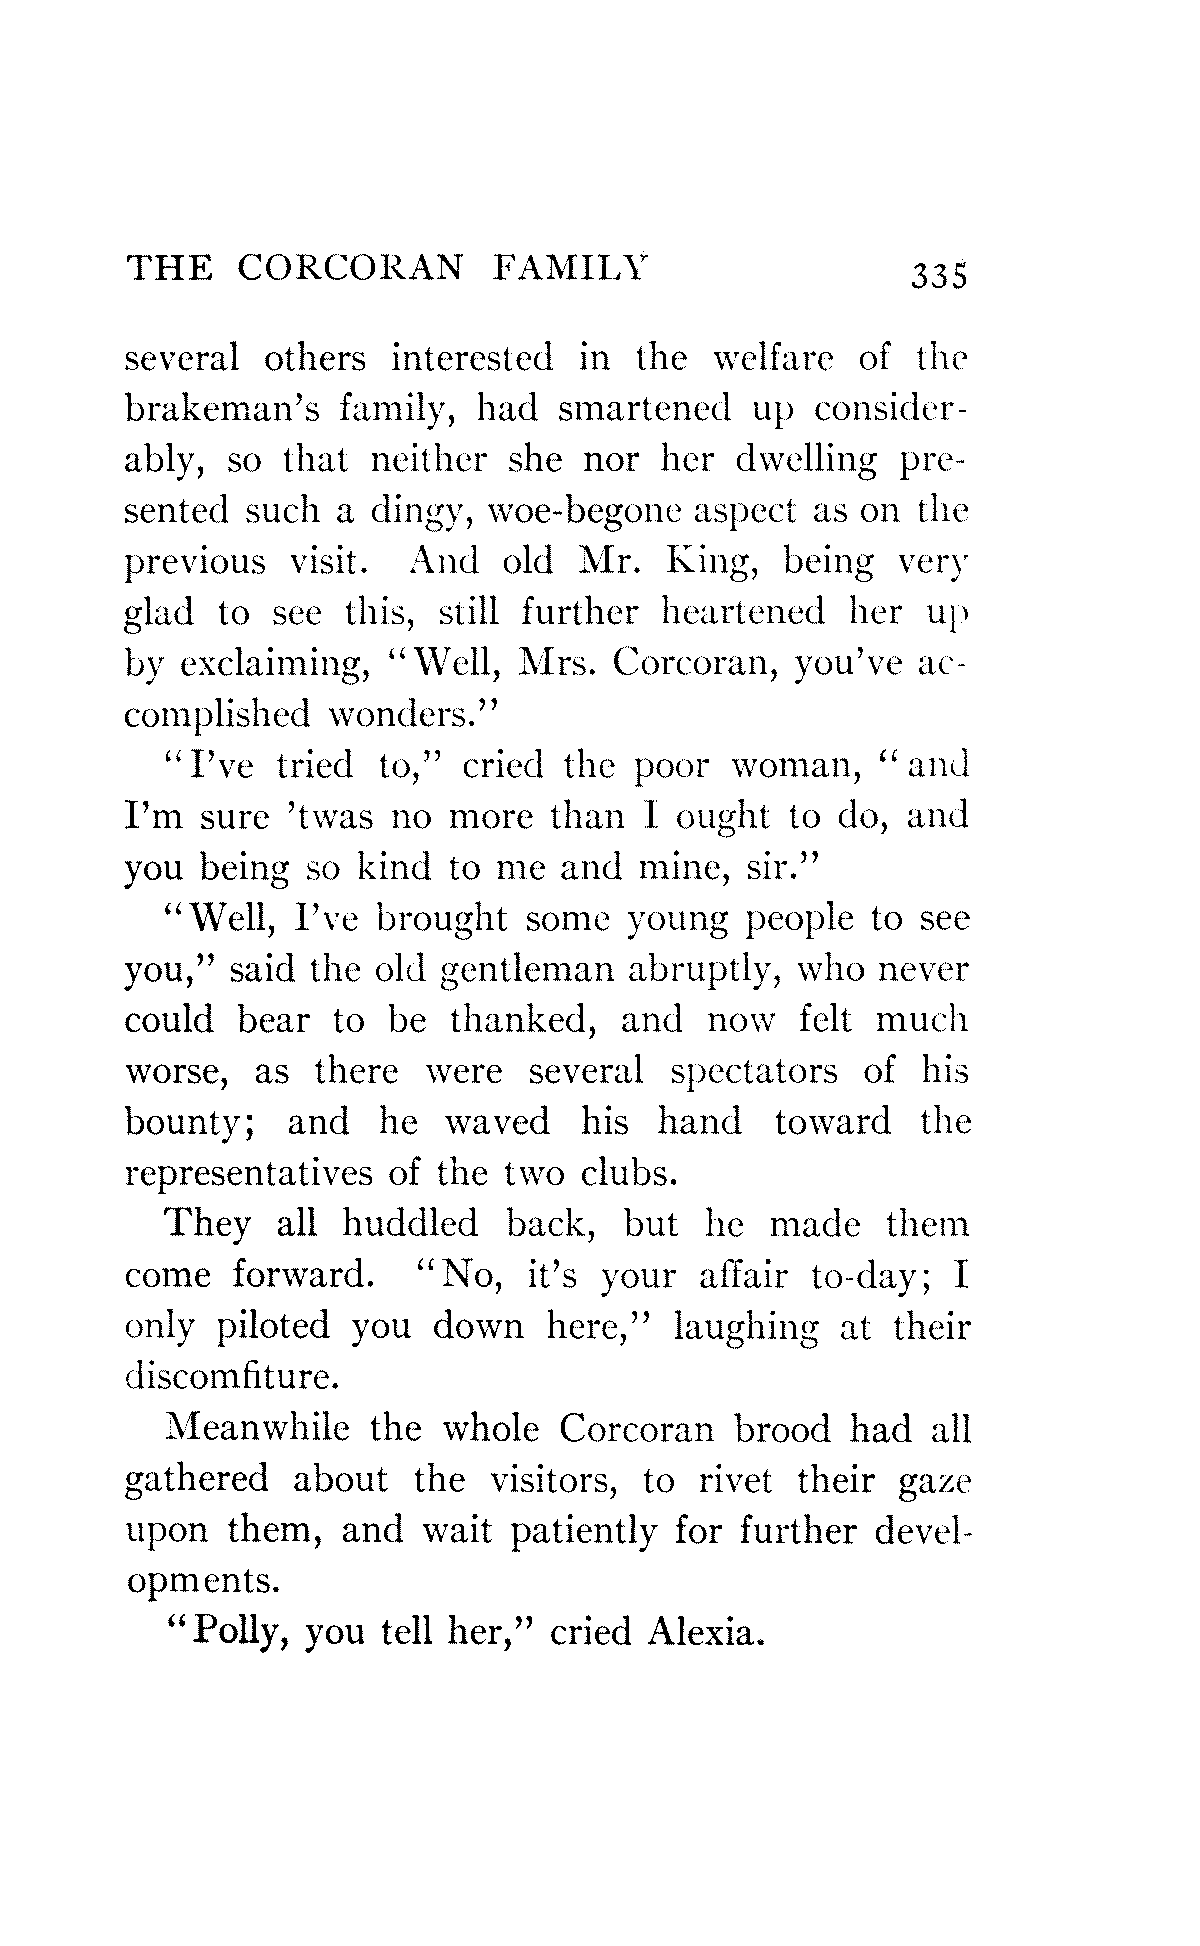 THE CORCORAN FAMILY 335
several others interested in the welfare of the
brakeman's family, had smartened up consider-
ably, so that neither she nor her dwelling pre-
sented such a dingy, woe-begone aspect as on the
previous visit. And old Mr. King, being very
glad to see this, still further heartened her up
by exclaiming, "Well, Mrs. Corcoran, you've ac-
complished wonders."
"I've tried to," cried the poor woman, "and
I'm sure 'twas no more than I ought to do, and
you being so kind to me and mine, sir."
"Well, I've brought some young people to see
you," said the old gentleman abruptly, who never
could bear to be thanked, and now felt much
worse, as there were several spectators of his
bounty; and he waved his hand toward the
representatives of the two clubs.
They all huddled back, but he made them
come forward. "No, it's your affair to-day; I
only piloted you down here," laughing at their
discomfiture.
Meanwhile the whole Corcoran brood had all
gathered about the visitors, to rivet their gaze
upon them, and wait patiently for further devel-
opments.
"Polly, you tell her," cried Alexia.